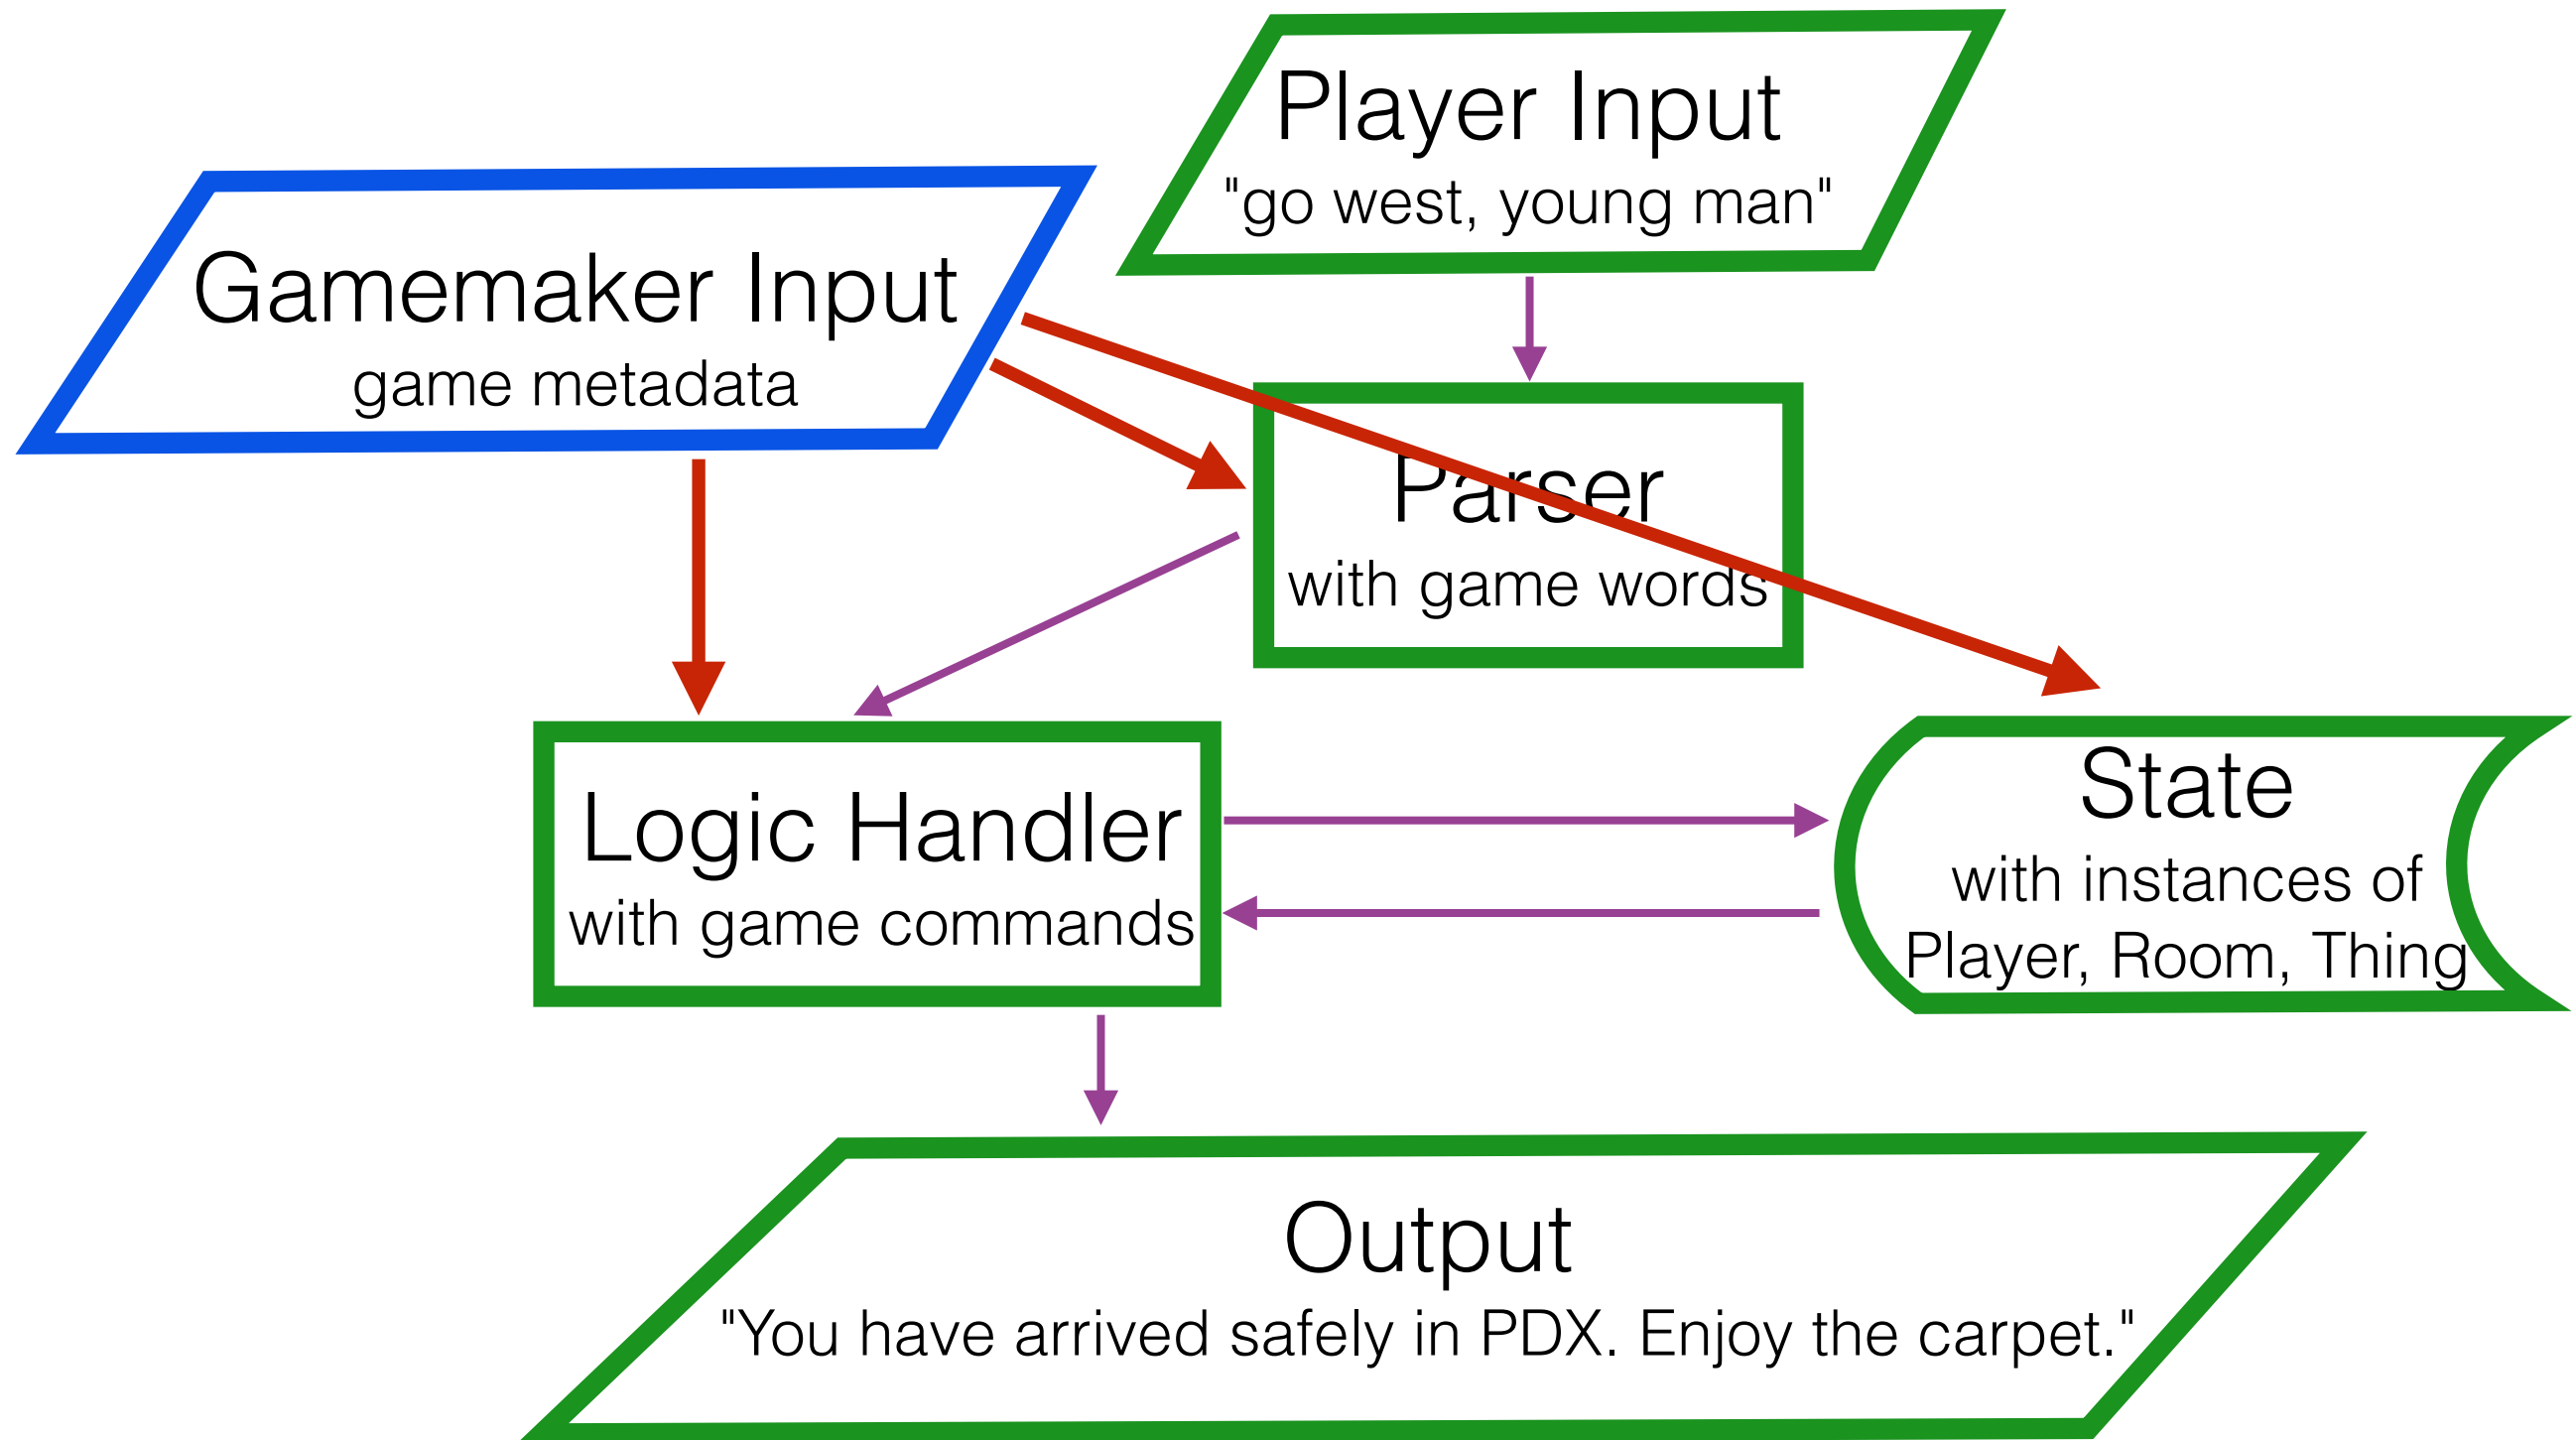 Player Input
"go west, young man"
Gamemaker Input
game metadata
Parser
with game words
Logic Handler
with game commands
State
with instances of
Player, Room, Thing
Output
"You have arrived safely in PDX. Enjoy the carpet."